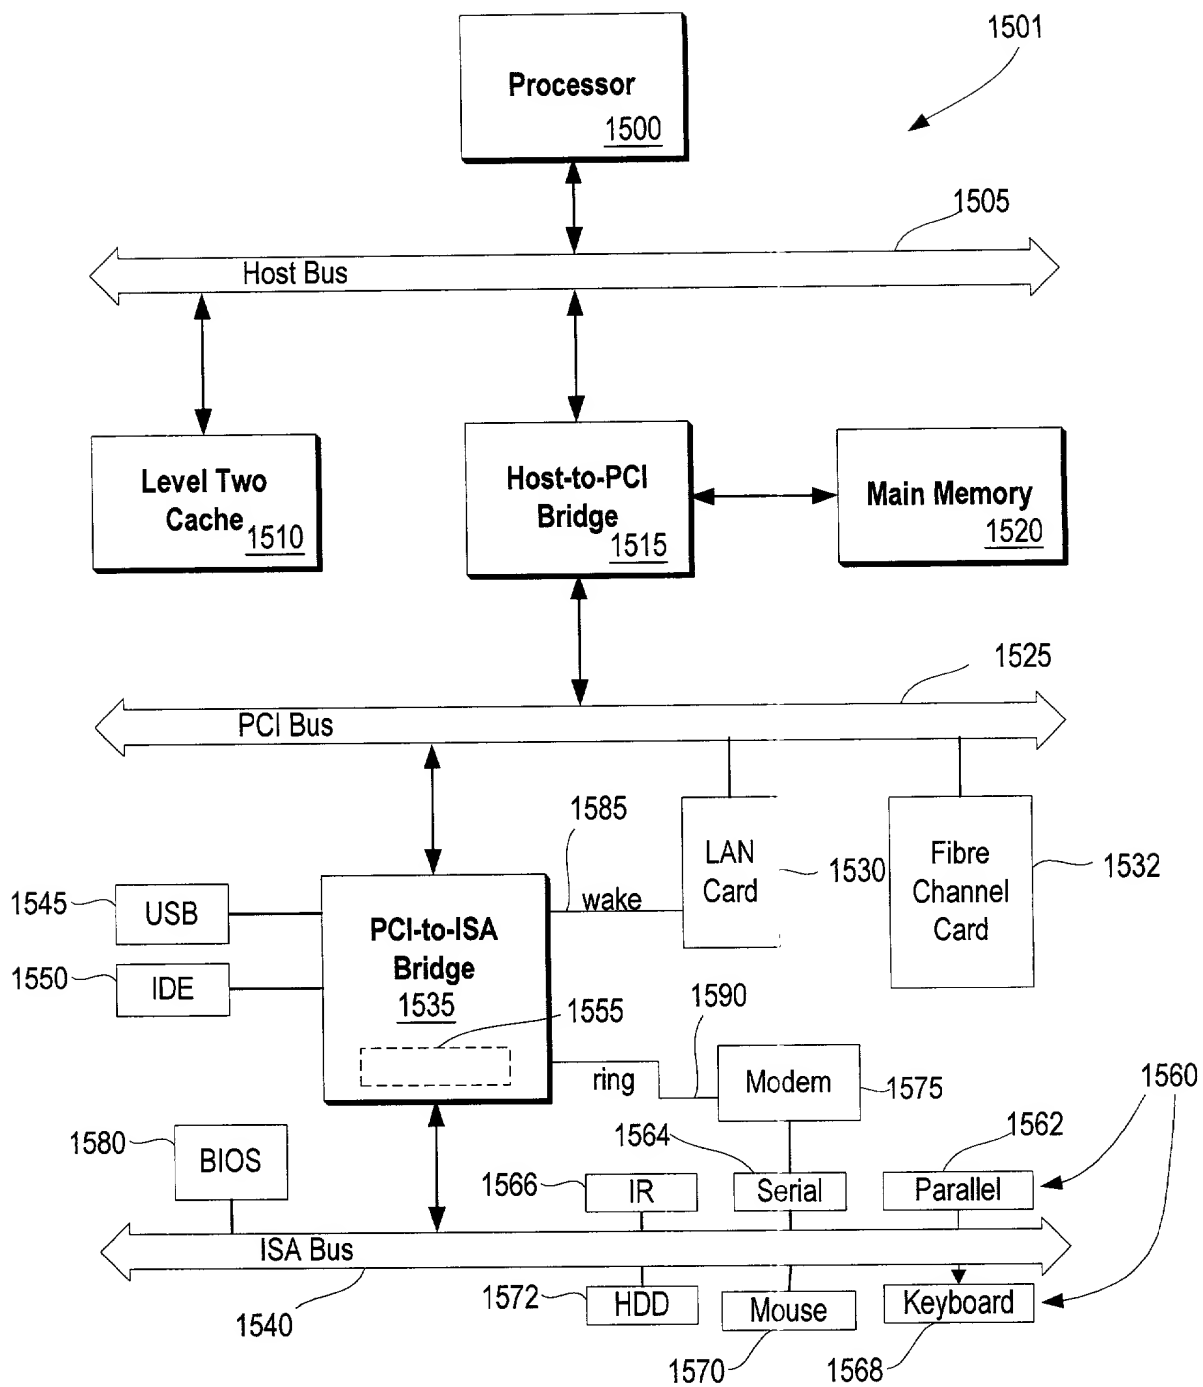 1501
Processor
1500
1505
Host Bus
Level Two
Cache
1510
Host-to-PCI
Bridge
1515
Main Memory
1520
1525
PCI Bus
1585
LAN
Card
1530
Fibre
Channel
Card
1532
wake
1545
USB
1550
IDE
PCI-to-ISA
Bridge
1535
1555
1590
ring
Modem
1575
1560
1580
BIOS
1564
1562
1566
IR
Serial
Parallel
ISA Bus
1540
1572
HDD
Mouse
Keyboard
1570
1568